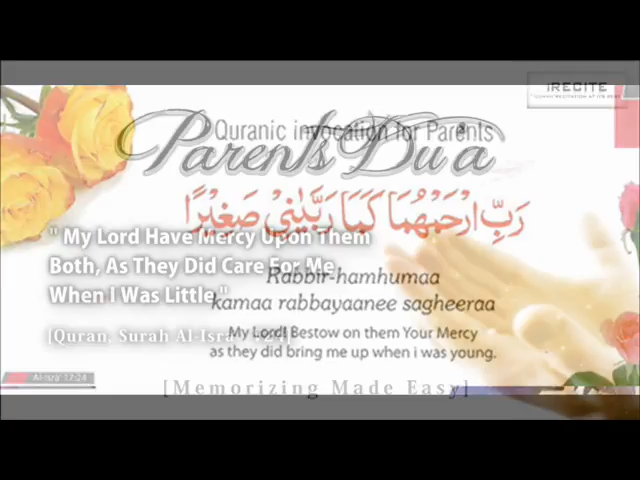 iRECITE
Quranic invocation for Parents
Parents Du'a
رَبِّ ارْحَمْهُمَا كَمَا رَبَّيَانِي صَغِيرًا
" My Lord Have Mercy Upon Them
Both, As They Did Care For Me
When I Was Little "
Rabbir-hamhumaa
kamaa rabbayaanee sagheeraa
[Quran, Surah Al-Isra 24]
My Lord! Bestow on them Your Mercy
as they did bring me up when i was young.
Al-Isra' 17:24
[Memorizing Made Easy]